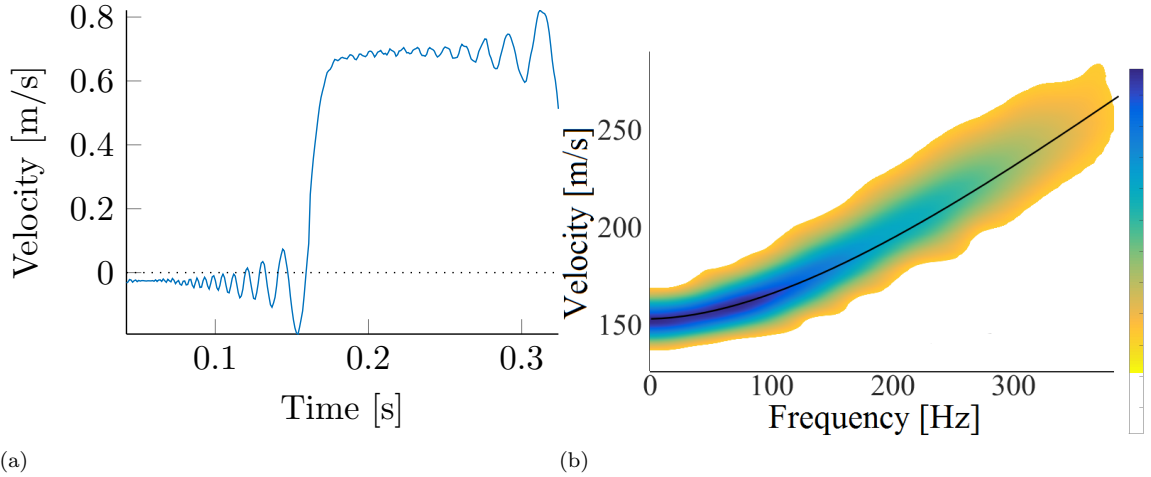 0.8
0.6
0.4
0.2
0
Velocity [m/s]
0.1 0.2 0.3
Time [s]
(a)
250
200
150
Velocity [m/s]
0 100 200 300
Frequency [Hz]
(b)